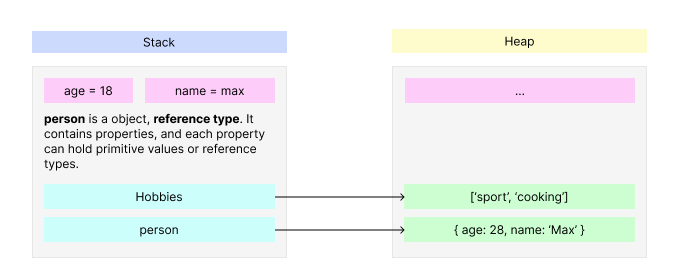 Stack
Heap
age = 18
name = max
...
person is a object, reference type. It
contains properties, and each property
can hold primitive values or reference
types.
Hobbies
[‘sport’, ‘cooking’]
person
{ age: 28, name: ‘Max’ }